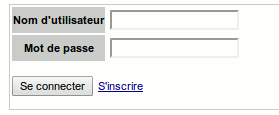 Nom d'utilisateur
Mot de passe
Se connecter S'inscrire